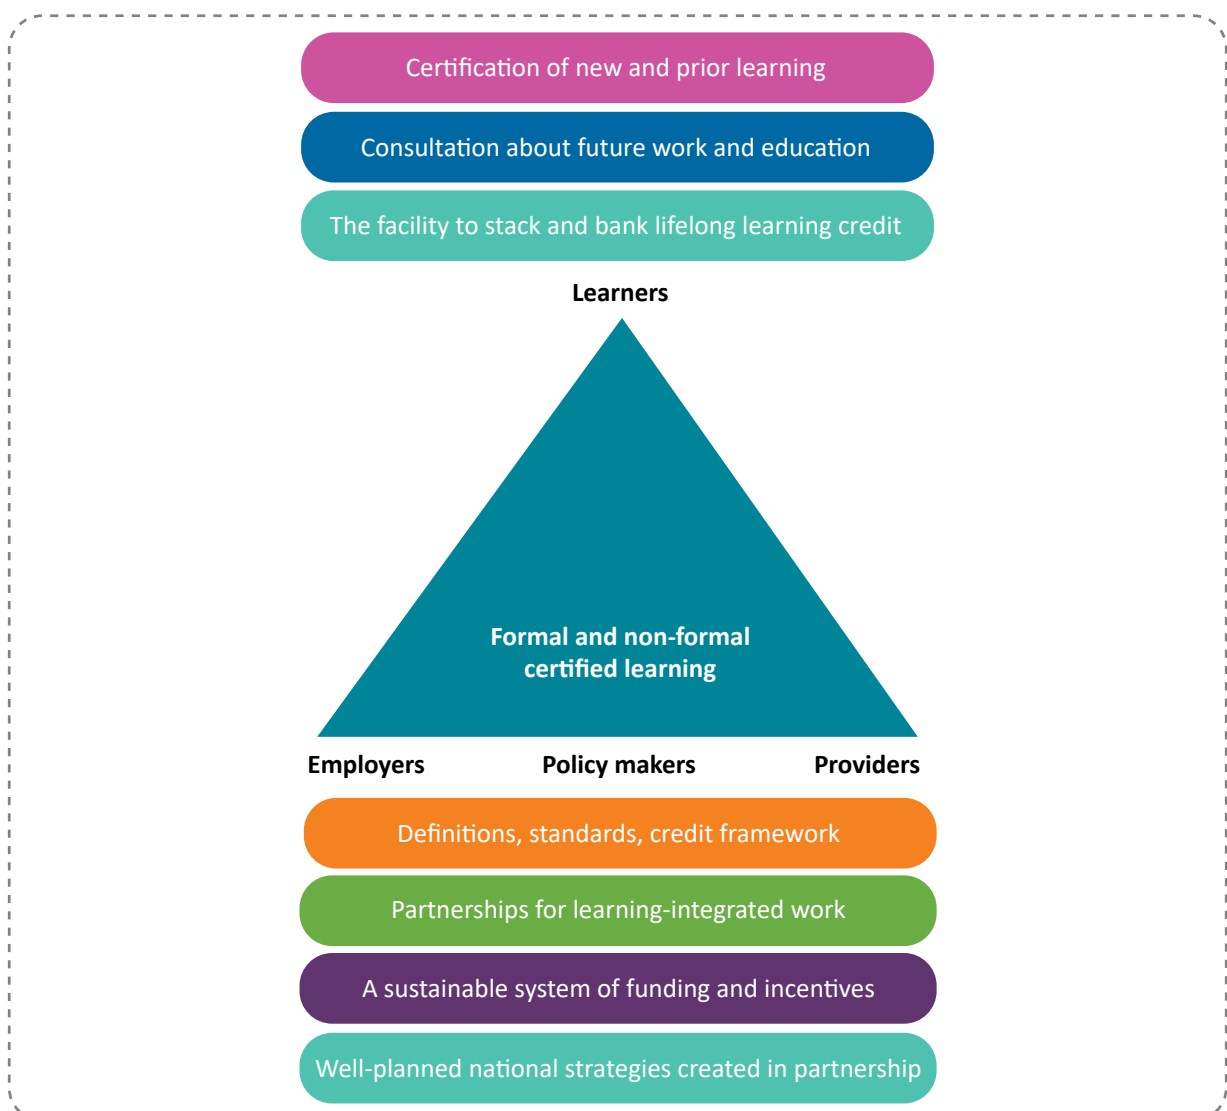 Certification of new and prior learning
Consultation about future work and education
The facility to stack and bank lifelong learning credit
Learners
Formal and non-formal
certified learning
Employers Policy makers Providers
Definitions, standards, credit framework
Partnerships for learning-integrated work
A sustainable system of funding and incentives
Well-planned national strategies created in partnership